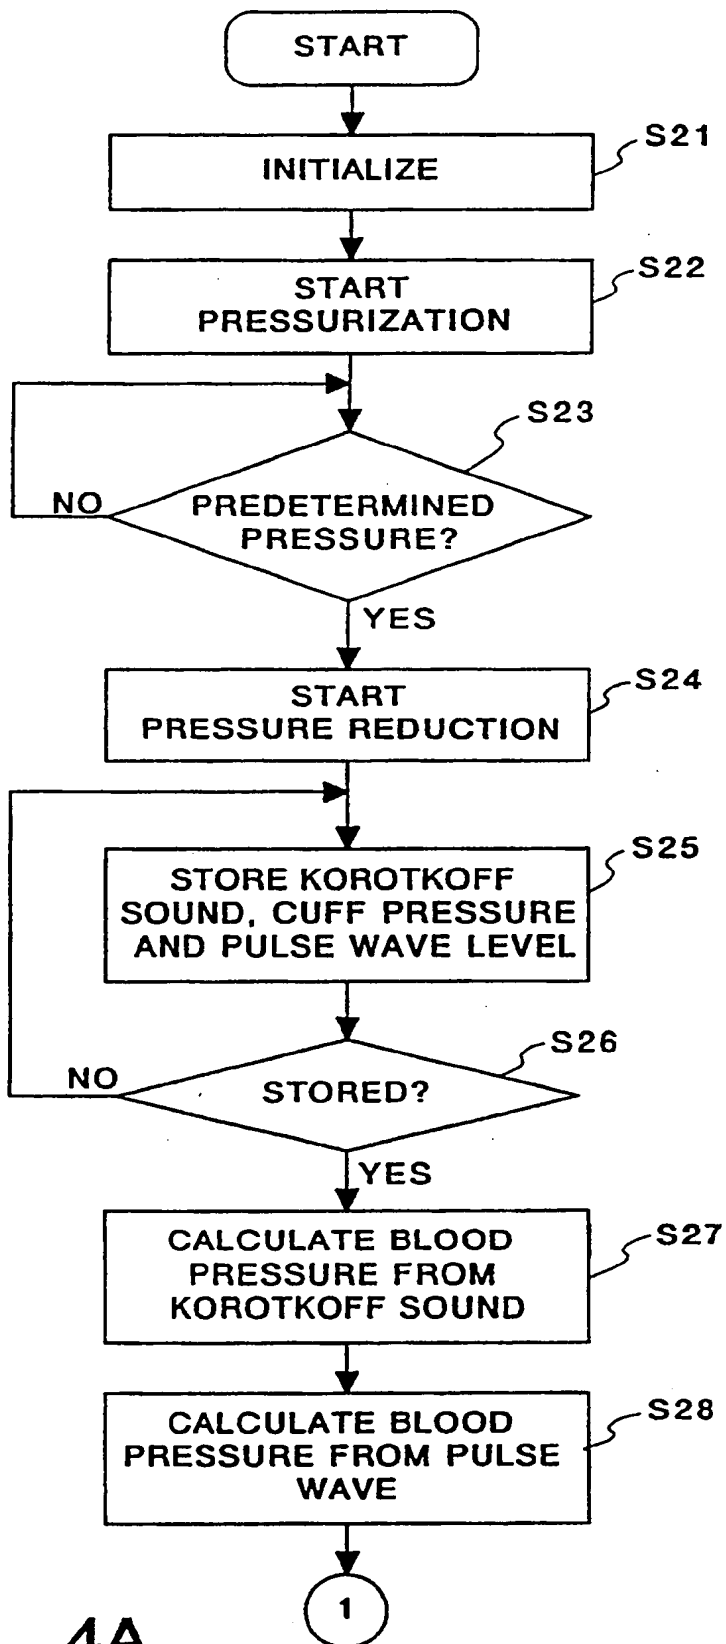 START
INITIALIZE
S21
START
PRESSURIZATION
S22
S23
PREDETERMINED
PRESSURE?
NO
YES
START
PRESSURE REDUCTION
S24
STORE KOROTKOFF
SOUND, CUFF PRESSURE
AND PULSE WAVE LEVEL
S25
S26
STORED?
NO
YES
CALCULATE BLOOD
PRESSURE FROM
KOROTKOFF SOUND
S27
CALCULATE BLOOD
PRESSURE FROM PULSE
WAVE
S28
1
4A